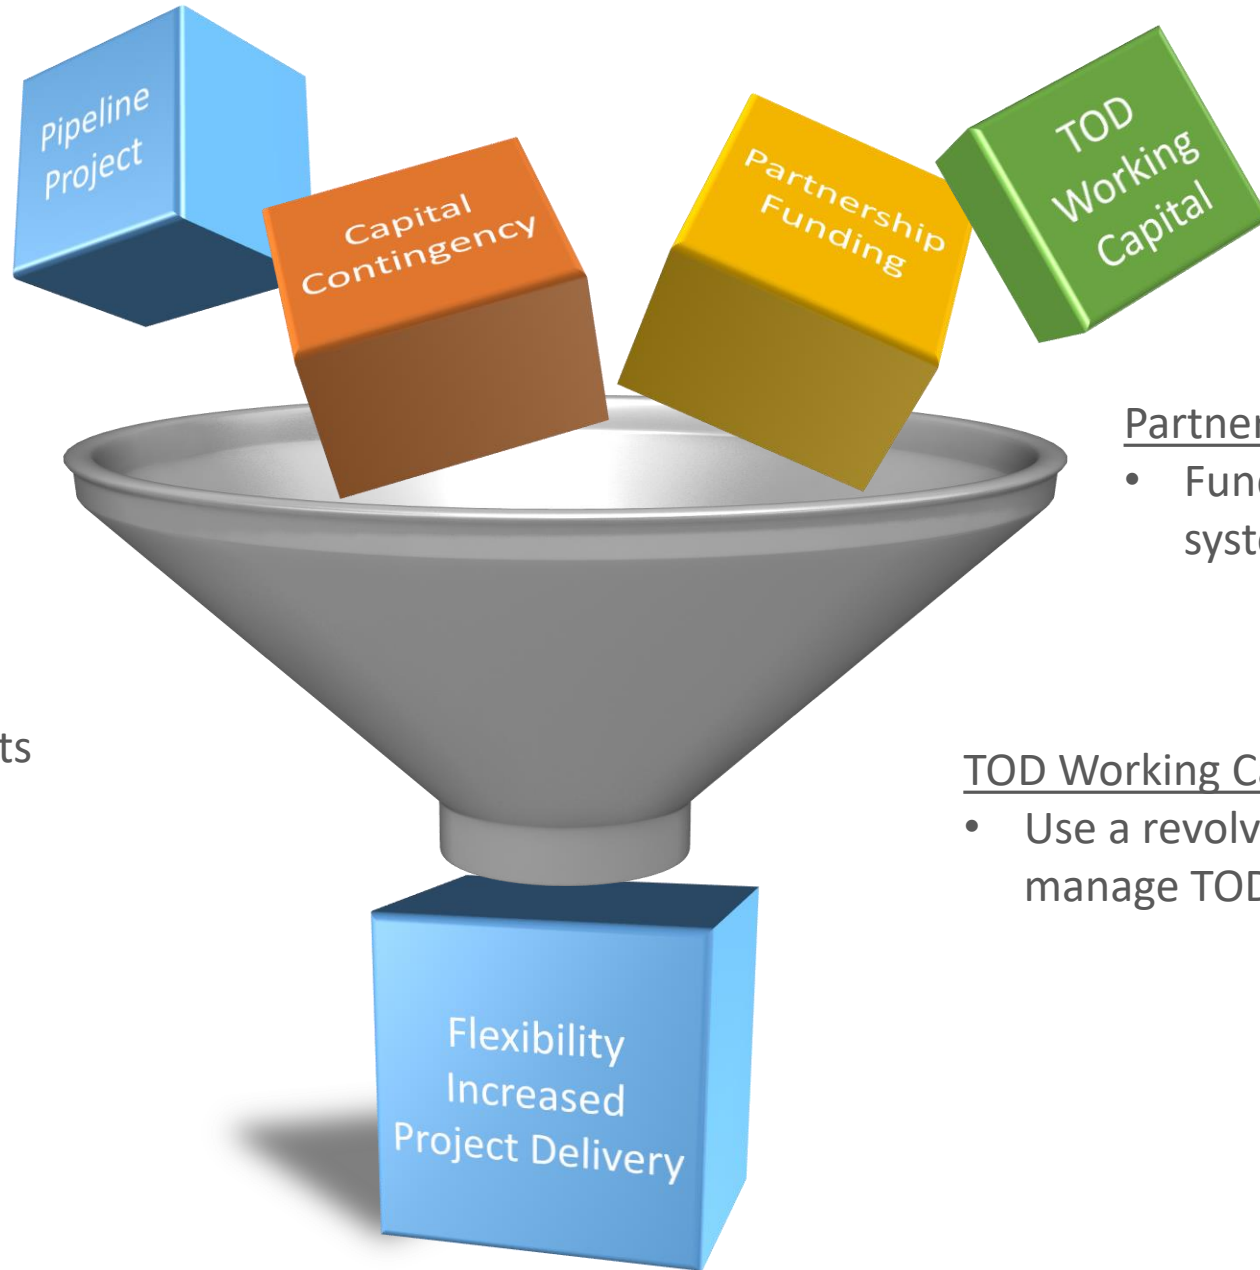 Pipeline
Project
Capital
Contingency
Partnership
Funding
TOD
Working
Capital
• Use a revolv
manage TOD
TOD Working
Flexibility
Increased
Project Delivery